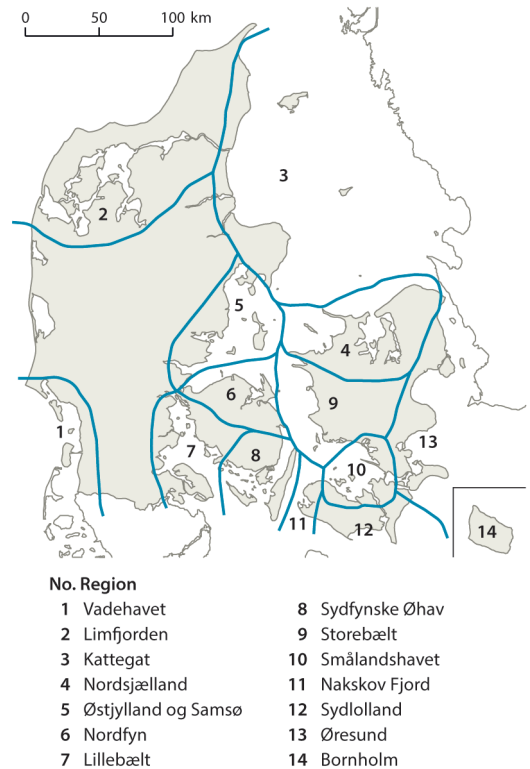 0 50 100 km
3
2
5
4
6
9
1
7
8
13
10
11
12
14
No. Region
1 Vadehavet
2 Limfjorden
3 Kattegat
4 Nordsjælland
5 Østjylland og Samsø
6 Nordfyn
7 Lillebælt
8 Sydfynske Øhav
9 Storebælt
10 Smålandshavet
11 Nakskov Fjord
12 Sydlolland
13 Øresund
14 Bornholm